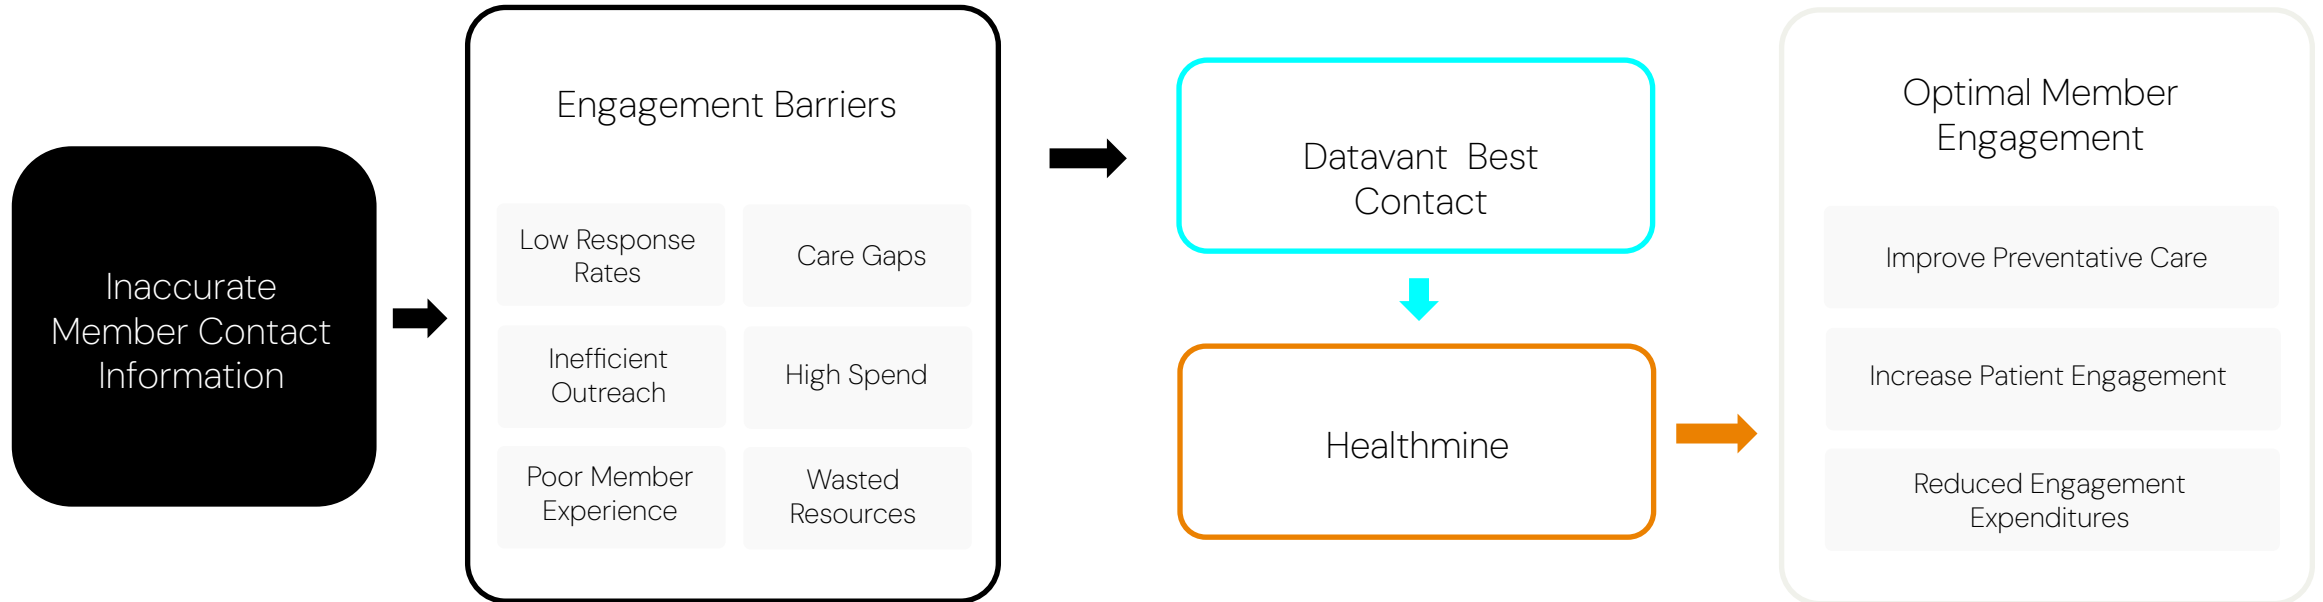 Inaccurate
Member Contact
Information
Engagement Barriers
Low Response
Rates
Care Gaps
Inefficient
Outreach
High Spend
Poor Member
Experience
Wasted
Resources
Datavant  Best
Contact
Healthmine
Optimal Member
Engagement
Improve Preventative Care
Increase Patient Engagement
Reduced Engagement
Expenditures